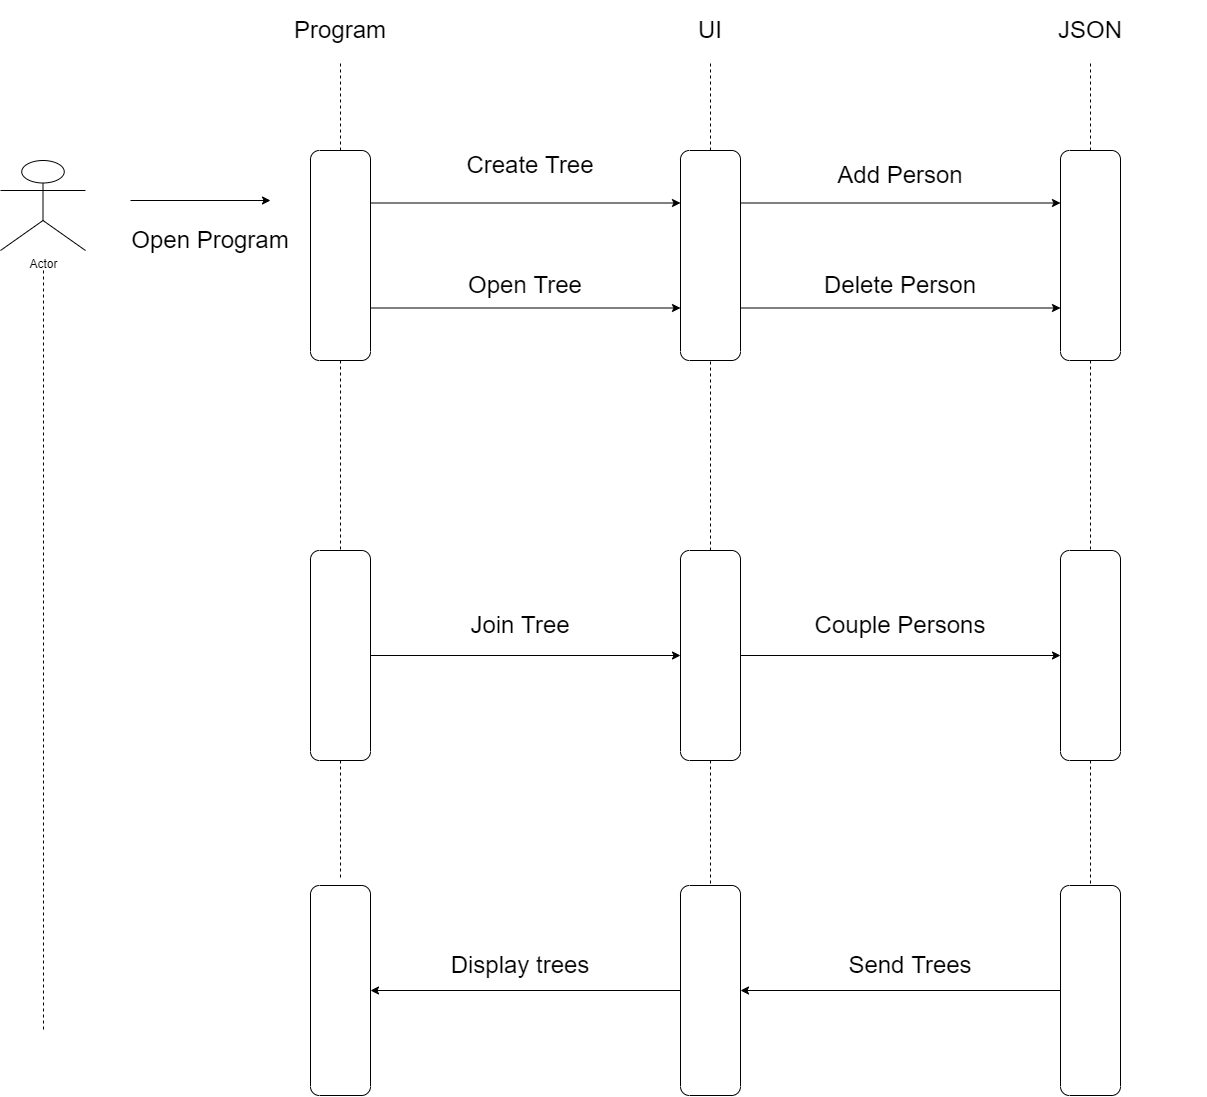 Program
UI
JSON
Create Tree
Add Person
Open Program
Actor
Open Tree
Delete Person
Join Tree
Couple Persons
Display trees
Send Trees